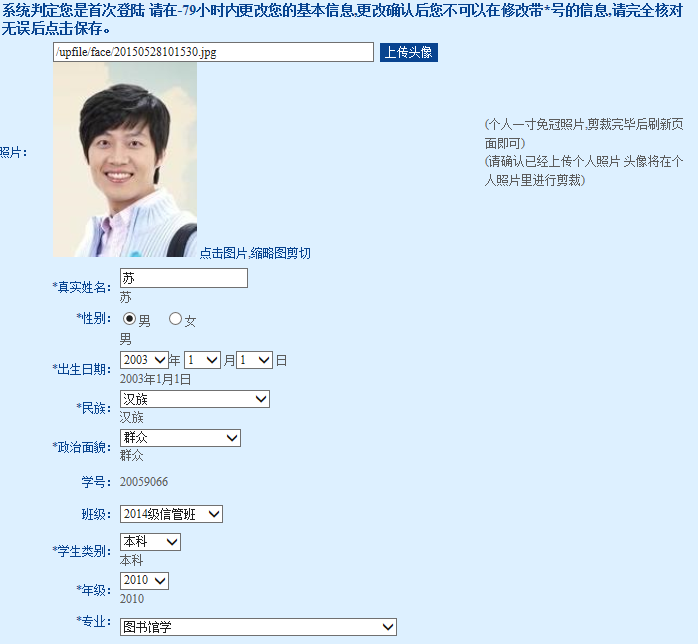 系统判定您是首次登陆 请在-79小时内更改您的基本信息,更改确认后您不可以在修改带*号的信息,请完全核对
无误后点击保存。
/upfile/face/20150528101530.jpg 上传头像
照片：
(个人一寸免冠照片,剪裁完毕后刷新页
面即可)
(请确认已经上传个人照片 头像将在个
人照片里进行剪裁)
点击图片,缩略图剪切
*真实姓名： 苏
苏
*性别： 男 女
男
*出生日期： 2003 年 1 月 1 日
2003年1月1日
*民族： 汉族
汉族
*政治面貌： 群众
群众
学号： 20059066
班级： 2014级信管班
*学生类别： 本科
本科
*年级： 2010
2010
*专业： 图书馆学